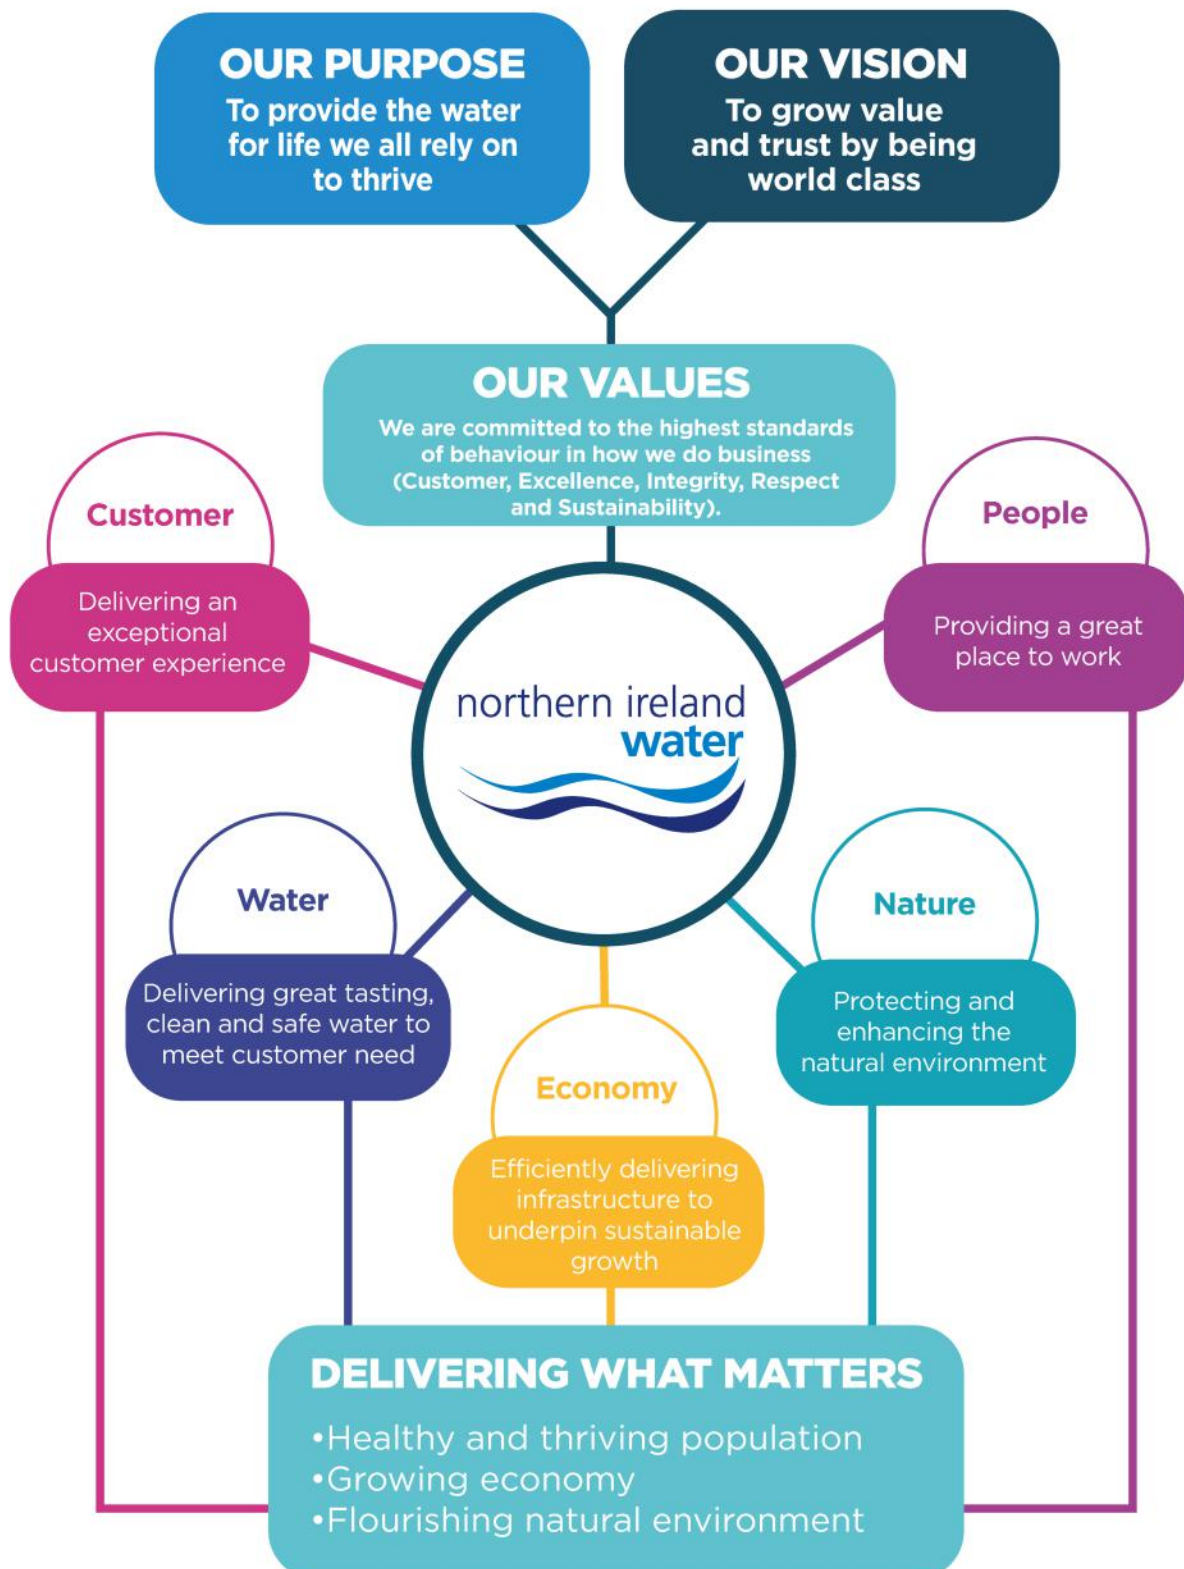 OUR PURPOSE
To provide the water
for life we all rely on
to thrive
OUR VISION
To grow value
and trust by being
world class
OUR VALUES
We are committed to the highest standards
of behaviour in how we do business
(Customer, Excellence, Integrity, Respect
and Sustainability).
Customer
Delivering an
exceptional
customer experience
People
Providing a great
place to work
northern ireland
water
Water
Delivering great tasting,
clean and safe water to
meet customer need
Nature
Protecting and
enhancing the
natural environment
Economy
Efficiently delivering
infrastructure to
underpin sustainable
growth
DELIVERING WHAT MATTERS
•Healthy and thriving population
•Growing economy
•Flourishing natural environment